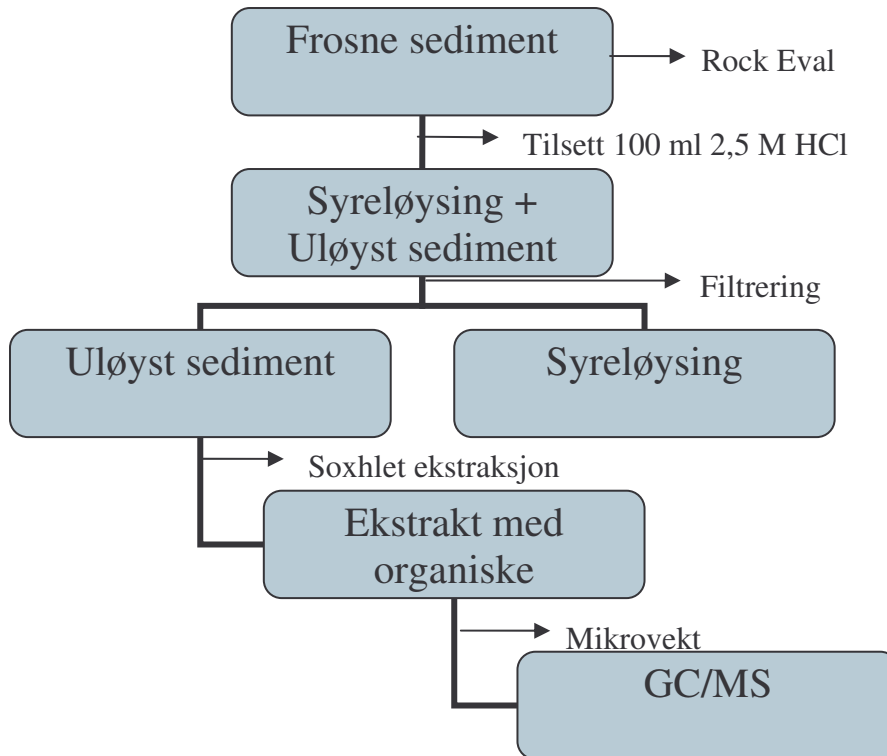 Frosne sediment
Rock Eval
Tilsett 100 ml 2,5 M HCl
Syreløysing +
Uløyst sediment
Filtrering
Uløyst sediment
Syreløysing
Soxhlet ekstraksjon
Ekstrakt med
organiske
Mikrovekt
GC/MS